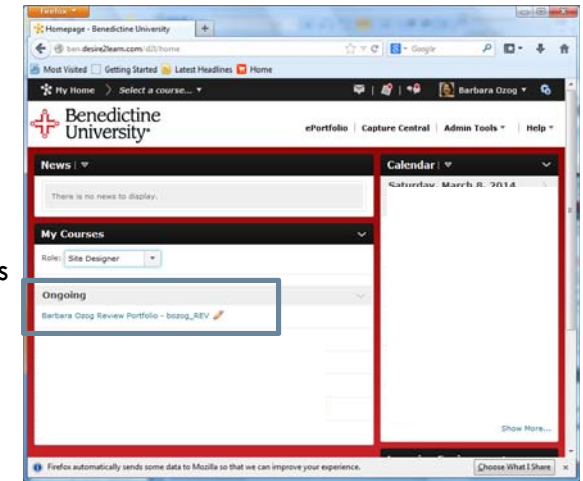 Firefox
Homepage - Benedictine University
ben.desire2learn.com/d2l/home
Google
Most Visited Getting Started Latest Headlines Home
My Home Select a course...
Barbara Ozog
Benedictine
University
ePortfolio Capture Central Admin Tools Help
News
Calendar
There is no news to display.
Saturday, March 8, 2014
My Courses
Role: Site Designer
s
Ongoing
Barbara Ozog Review Portfolio - bozog_REV
Show More...
Firefox automatically sends some data to Mozilla so that we can improve your experience.
Choose What I Share